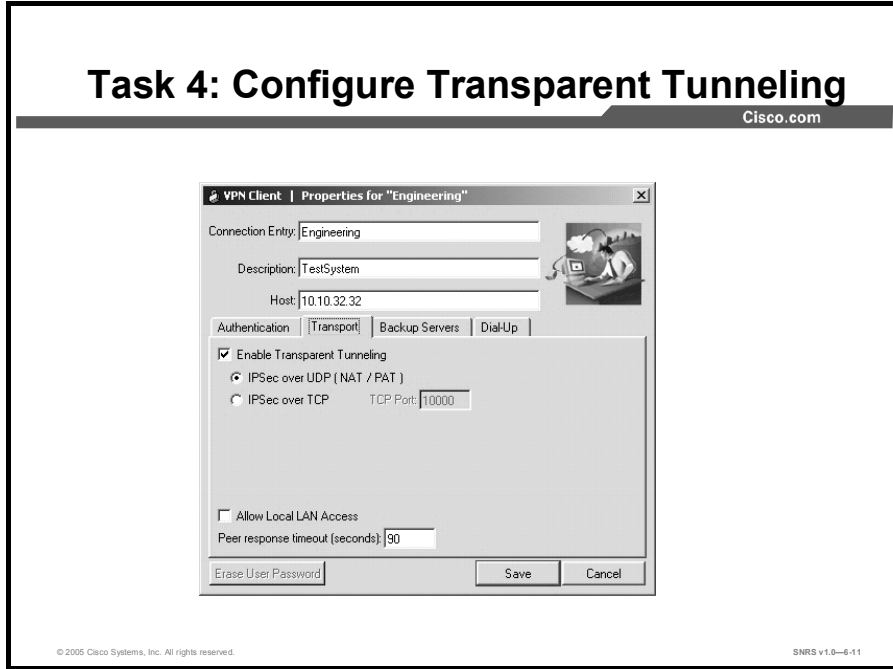 Task 4: Configure Transparent Tunneling
Cisco.com
VPN Client | Properties for "Engineering"
Connection Entry: Engineering
Description: TestSystem
Host: 10.10.32.32
Authentication Transport Backup Servers Dial-Up
Enable Transparent Tunneling
IPSec over UDP ( NAT / PAT )
IPSec over TCP TCP Port: 10000
Allow Local LAN Access
Peer response timeout (seconds): 90
Erase User Password Save Cancel
© 2005 Cisco Systems, Inc. All rights reserved. SNRS v1.0—6-11